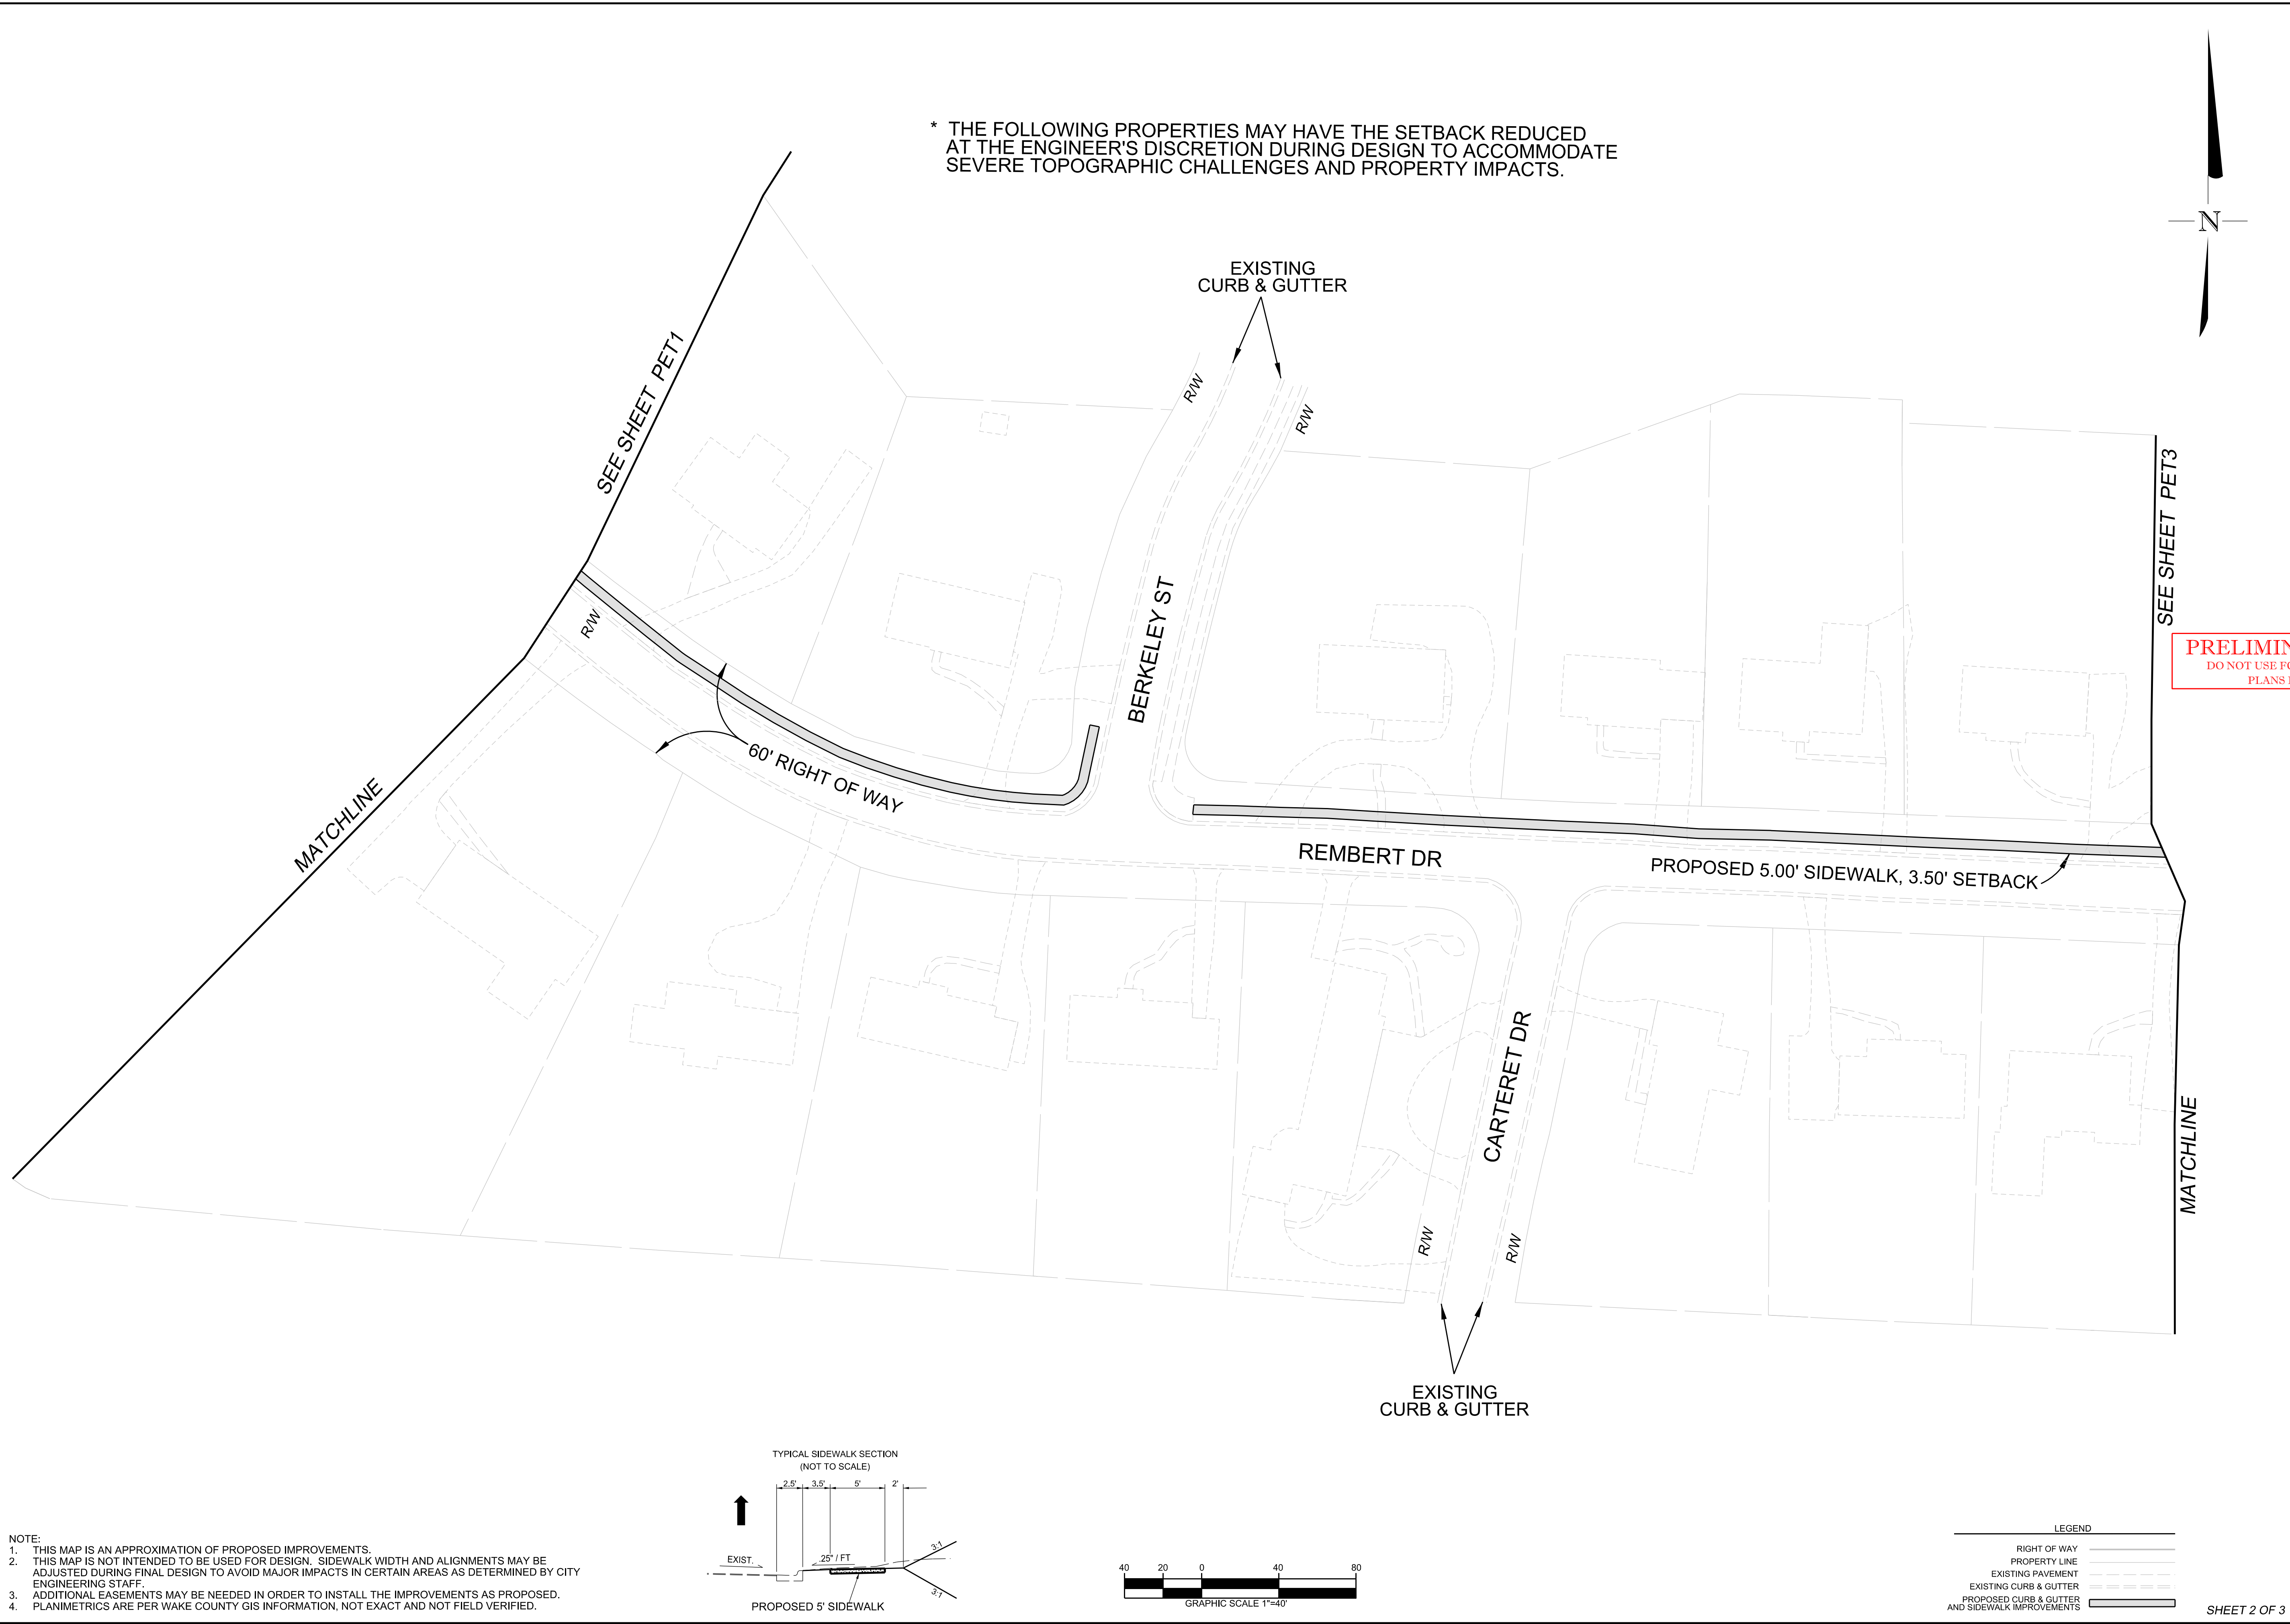 * THE FOLLOWING PROPERTIES MAY HAVE THE SETBACK REDUCED
AT THE ENGINEER'S DISCRETION DURING DESIGN TO ACCOMMODATE
SEVERE TOPOGRAPHIC CHALLENGES AND PROPERTY IMPACTS.
N
EXISTING
CURB & GUTTER
SEE SHEET PET1
R/W
R/W
SEE SHEET PET3
BERKELEY ST
R/W
PRELIMIN
DO NOT USE FO
PLANS
60' RIGHT OF WAY
MATCHLINE
REMBERT DR
PROPOSED 5.00' SIDEWALK, 3.50' SETBACK
CARTERET DR
MATCHLINE
R/W
R/W
EXISTING
CURB & GUTTER
TYPICAL SIDEWALK SECTION
(NOT TO SCALE)
2.5' 3.5' 5' 2'
EXIST.
.25" / FT
3:1
3:1
PROPOSED 5' SIDEWALK
NOTE:
1. THIS MAP IS AN APPROXIMATION OF PROPOSED IMPROVEMENTS.
2. THIS MAP IS NOT INTENDED TO BE USED FOR DESIGN. SIDEWALK WIDTH AND ALIGNMENTS MAY BE
ADJUSTED DURING FINAL DESIGN TO AVOID MAJOR IMPACTS IN CERTAIN AREAS AS DETERMINED BY CITY
ENGINEERING STAFF.
3. ADDITIONAL EASEMENTS MAY BE NEEDED IN ORDER TO INSTALL THE IMPROVEMENTS AS PROPOSED.
4. PLANIMETRICS ARE PER WAKE COUNTY GIS INFORMATION, NOT EXACT AND NOT FIELD VERIFIED.
40 20 0 40 80
GRAPHIC SCALE 1"=40'
LEGEND
RIGHT OF WAY
PROPERTY LINE
EXISTING PAVEMENT
EXISTING CURB & GUTTER
PROPOSED CURB & GUTTER
AND SIDEWALK IMPROVEMENTS
SHEET 2 OF 3